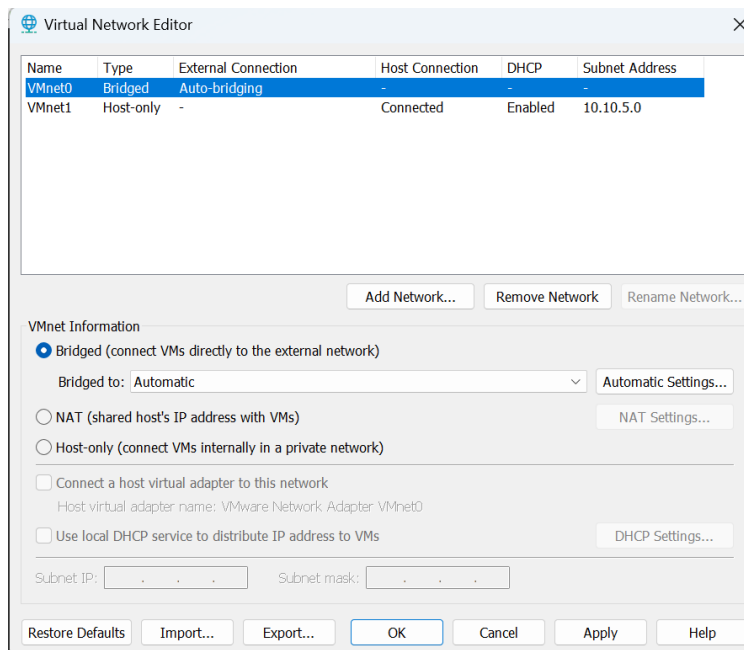 Virtual Network Editor
Name Type External Connection Host Connection DHCP Subnet Address
VMnet0 Bridged Auto-bridging - - -
VMnet1 Host-only - Connected Enabled 10.10.5.0
Add Network... Remove Network Rename Network...
VMnet Information
Bridged (connect VMs directly to the external network)
Bridged to: Automatic Automatic Settings...
NAT (shared host's IP address with VMs) NAT Settings...
Host-only (connect VMs internally in a private network)
Connect a host virtual adapter to this network
Host virtual adapter name: VMware Network Adapter VMnet0
Use local DHCP service to distribute IP address to VMs DHCP Settings...
Subnet IP: . . . Subnet mask: . . .
Restore Defaults Import... Export... OK Cancel Apply Help